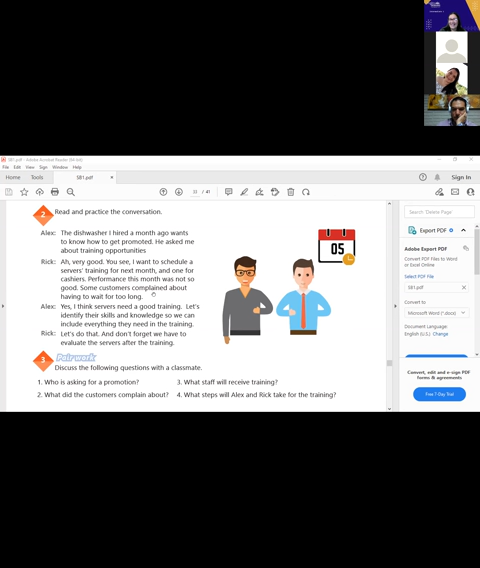 SB1.pdf - Adobe Acrobat Reader (64-bit)
File Edit View Sign Window Help
Home Tools SB1.pdf Sign In
33 / 41
2 Read and practice the conversation.
Alex: The dishwasher I hired a month ago wants
to know how to get promoted. He asked me
about training opportunities
Rick: Ah, very good. You see, I want to schedule a
servers' training for next month, and one for
cashiers. Performance this month was not so
good. Some customers complained about
having to wait for too long.
Alex: Yes, I think servers need a good training. Let's
identify their skills and knowledge so we can
include everything they need in the training.
Rick: Let's do that. And don't forget we have to
evaluate the servers after the training.
05
3 Pair work
Discuss the following questions with a classmate.
1. Who is asking for a promotion? 3. What staff will receive training?
2. What did the customers complain about? 4. What steps will Alex and Rick take for the training?
Search: Delete Page
Export PDF
Adobe Export PDF
Convert PDF Files to Word
or Excel Online
Select PDF File
SB1.pdf
Convert to
Microsoft Word (*.docx)
Document Language:
English (U.S.) Change
Convert, edit and e-sign PDF
forms & agreements
Free 7-Day Trial